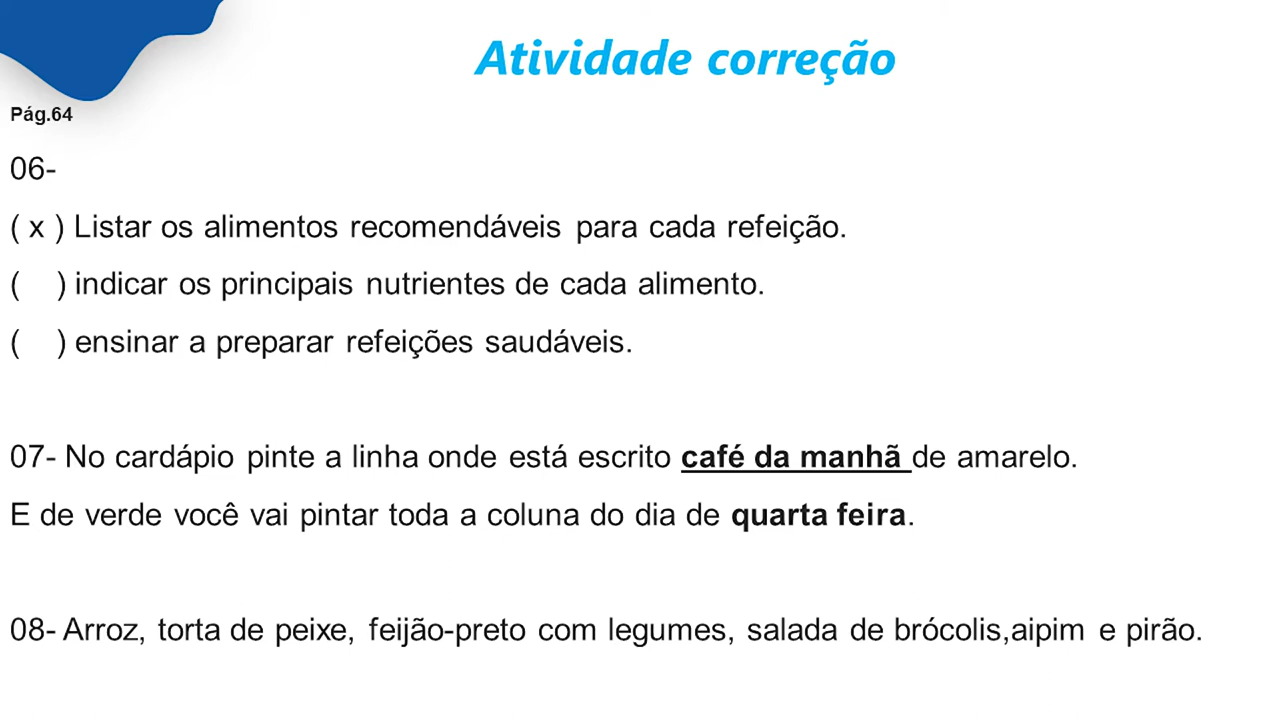 Atividade correção
Pág.64
06-
( x ) Listar os alimentos recomendáveis para cada refeição.
(    ) indicar os principais nutrientes de cada alimento.
(    ) ensinar a preparar refeições saudáveis.
07- No cardápio pinte a linha onde está escrito café da manhã de amarelo.
E de verde você vai pintar toda a coluna do dia de quarta feira.
08- Arroz, torta de peixe, feijão-preto com legumes, salada de brócolis,aipim e pirão.